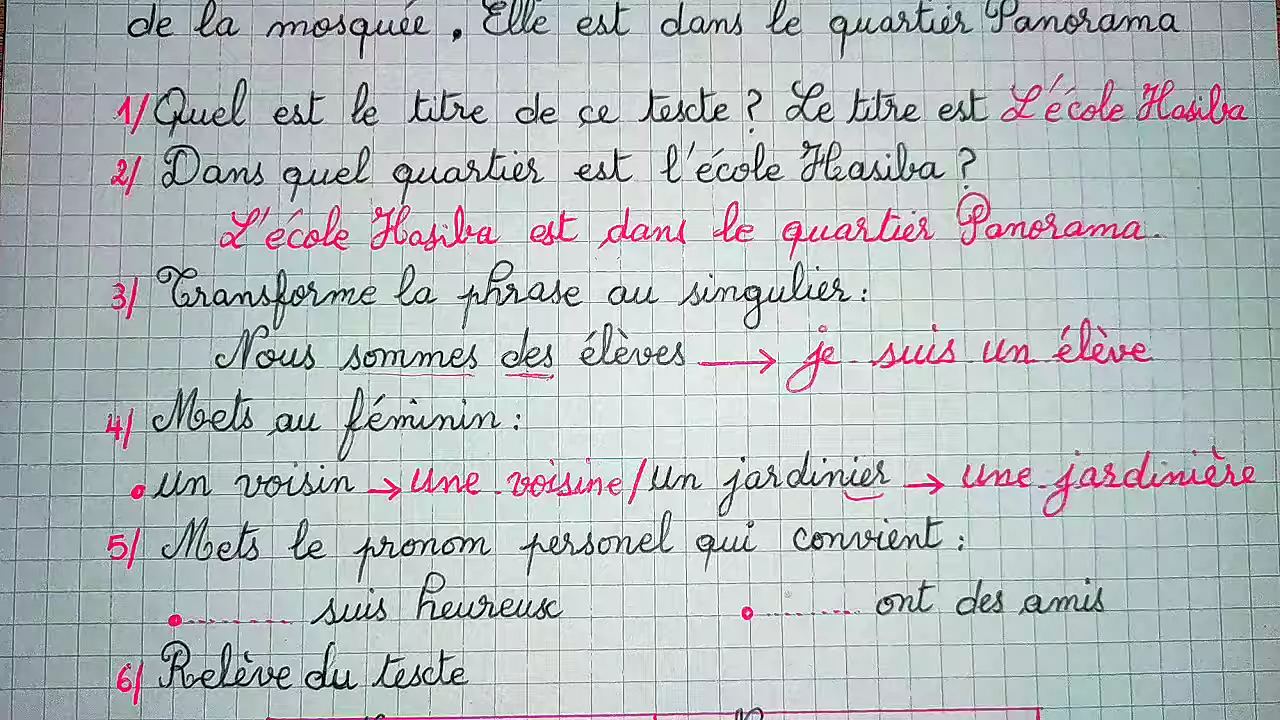 de la mosquée. Elle est dans le quartier Panorama
1/ Quel est le titre de ce texte ? Le titre est L'école Hasiba
2/ Dans quel quartier est l'école Hasiba ?
L'école Hasiba est dans le quartier Panorama.
3/ Transforme la phrase au singulier :
Nous sommes des élèves → je suis un élève
4/ Mets au féminin :
• un voisin → une voisine / un jardinier → une jardinière
5/ Mets le pronom personel qui convient :
• .......... suis heureux • .......... ont des amis
6/ Relève du texte